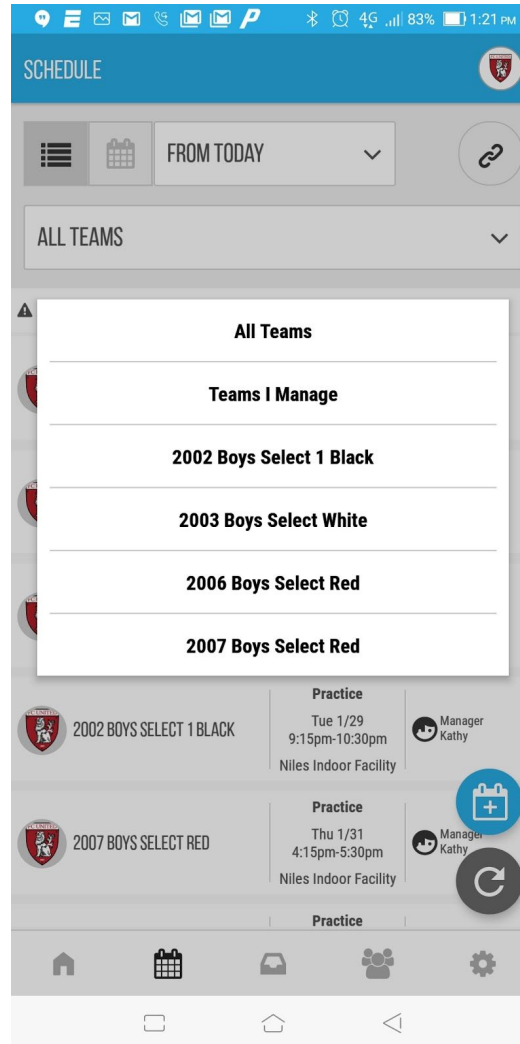 4G 83% 1:21 PM
SCHEDULE
FROM TODAY
ALL TEAMS
All Teams
Teams I Manage
2002 Boys Select 1 Black
2003 Boys Select White
2006 Boys Select Red
2007 Boys Select Red
Practice
2002 BOYS SELECT 1 BLACK
Tue 1/29
9:15pm-10:30pm
Niles Indoor Facility
Manager
Kathy
Practice
2007 BOYS SELECT RED
Thu 1/31
4:15pm-5:30pm
Niles Indoor Facility
Manager
Kathy
Practice